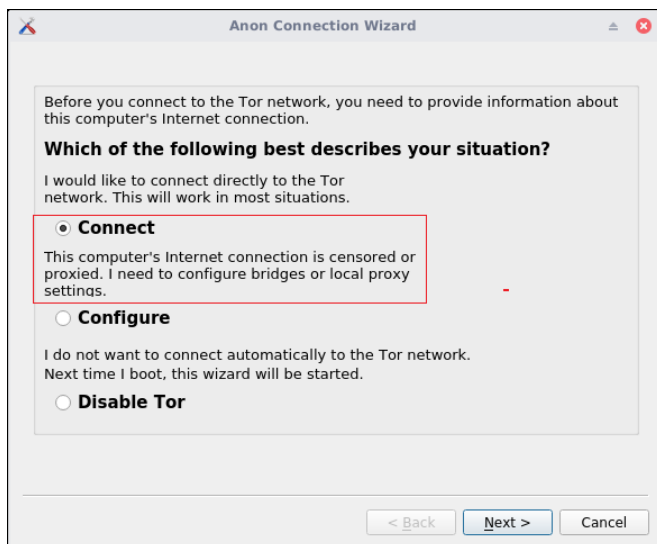 Anon Connection Wizard
Before you connect to the Tor network, you need to provide information about
this computer's Internet connection.
Which of the following best describes your situation?
I would like to connect directly to the Tor
network. This will work in most situations.
Connect
This computer's Internet connection is censored or
proxied. I need to configure bridges or local proxy
settings.
Configure
I do not want to connect automatically to the Tor network.
Next time I boot, this wizard will be started.
Disable Tor
< Back
Next >
Cancel